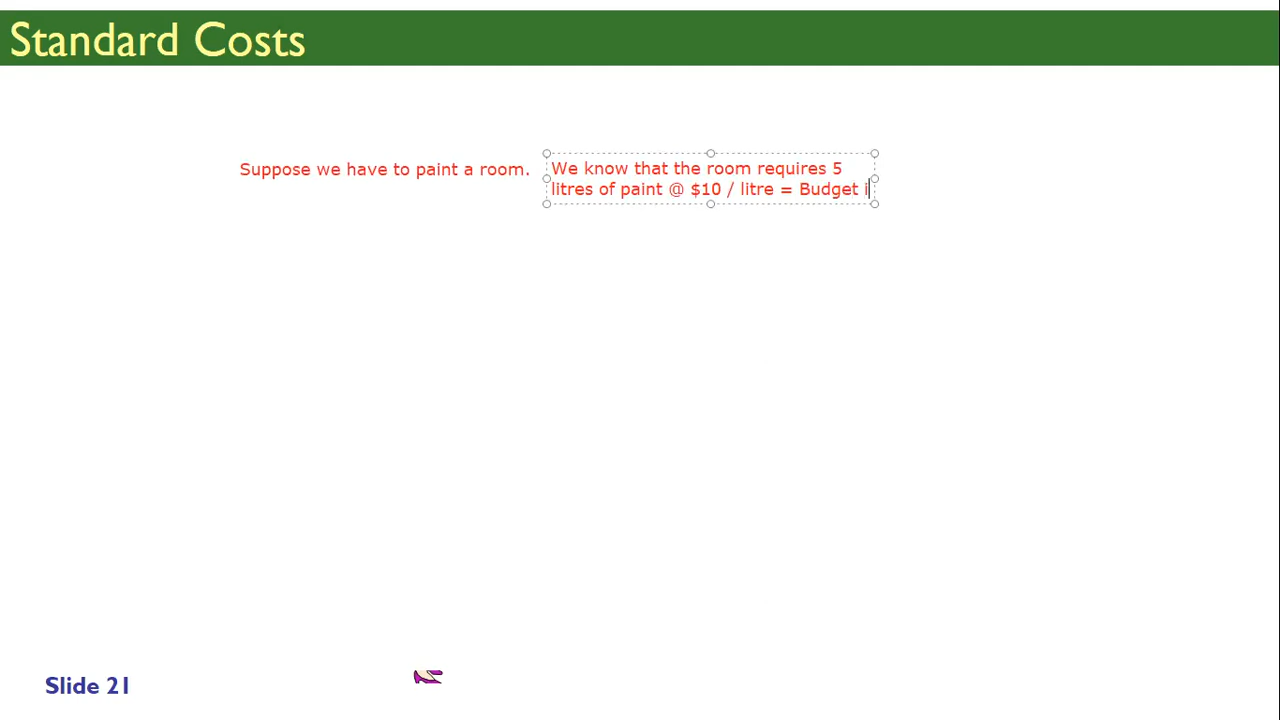 Standard Costs
Suppose we have to paint a room.
We know that the room requires 5
litres of paint @ $10 / litre = Budget i
Slide 21